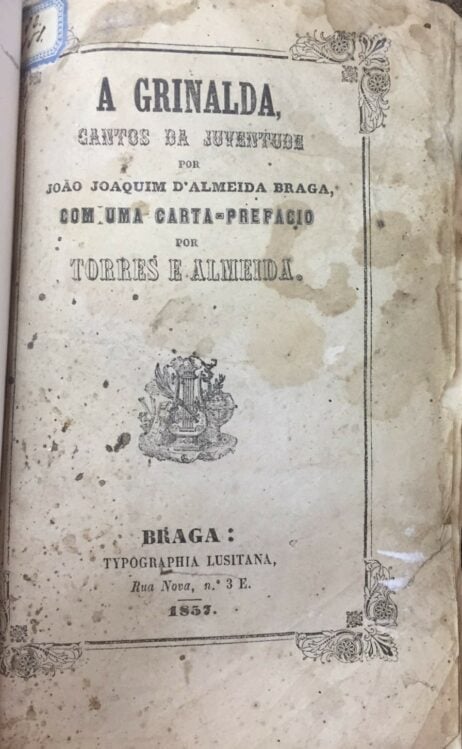 A GRINALDA,
CANTOS DA JUVENTUDE
POR
JOÃO JOAQUIM D'ALMEIDA BRAGA,
COM UMA CARTA-PREFACIO
POR
TORRES E ALMEIDA.
BRAGA:
TYPOGRAPHIA LUSITANA,
Rua Nova, n.º 3 E.
1857.